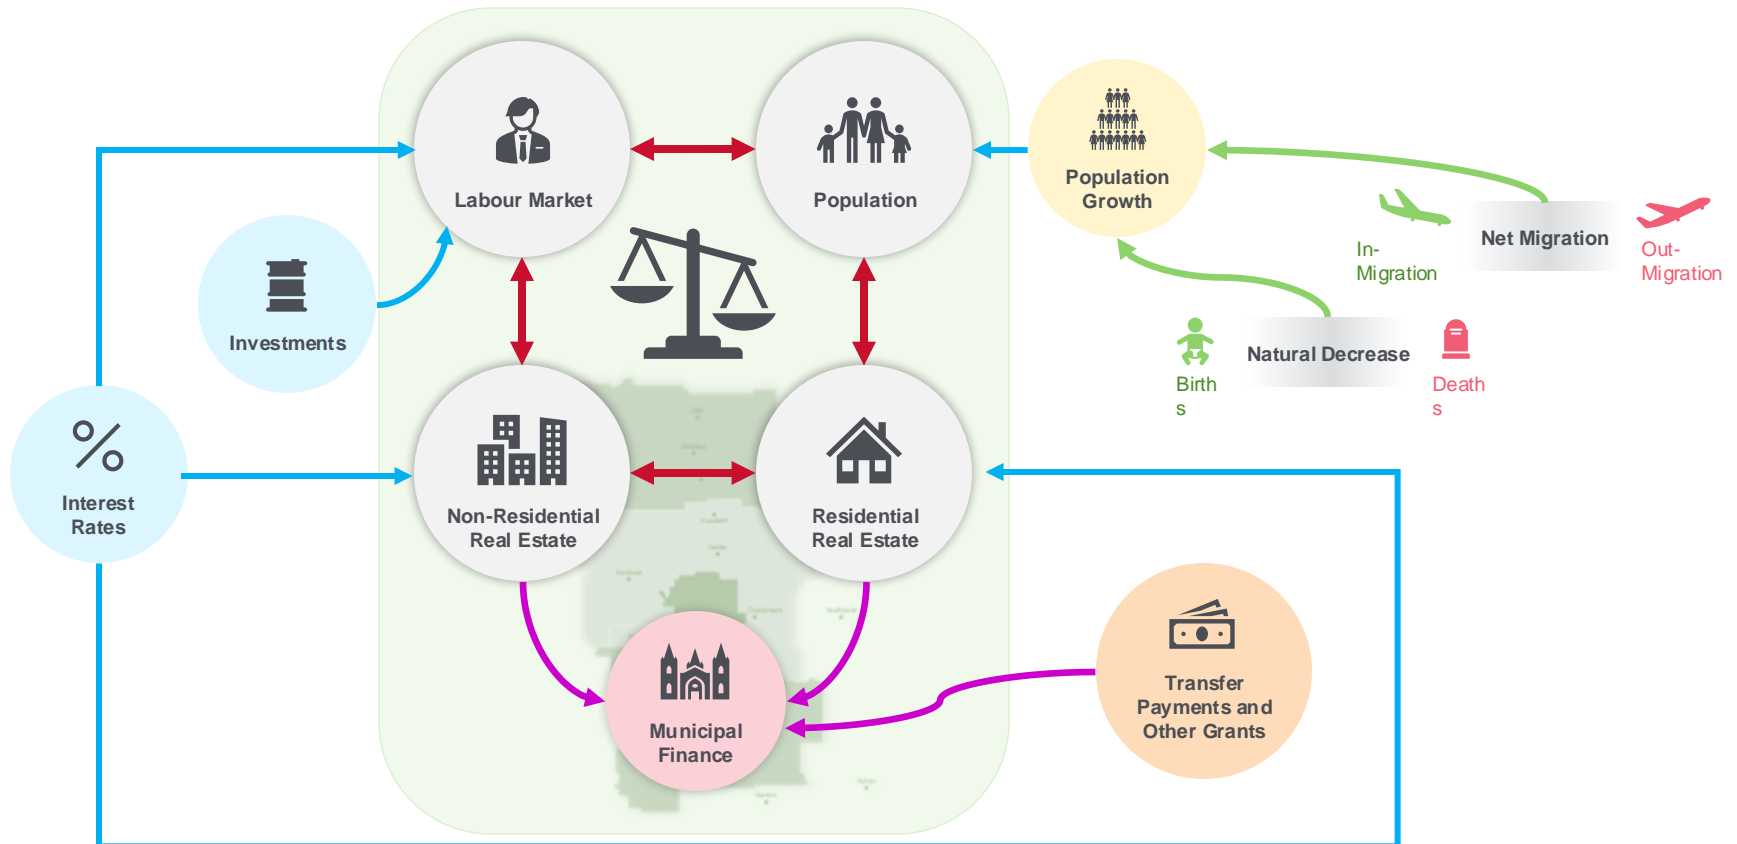 Labour Market
Population
Population
Growth
Net Migration
In-
Migration
Out-
Migration
Investments
Natural Decrease
Birth
s
Death
s
Interest
Rates
Non-Residential
Real Estate
Residential
Real Estate
Municipal
Finance
Transfer
Payments and
Other Grants